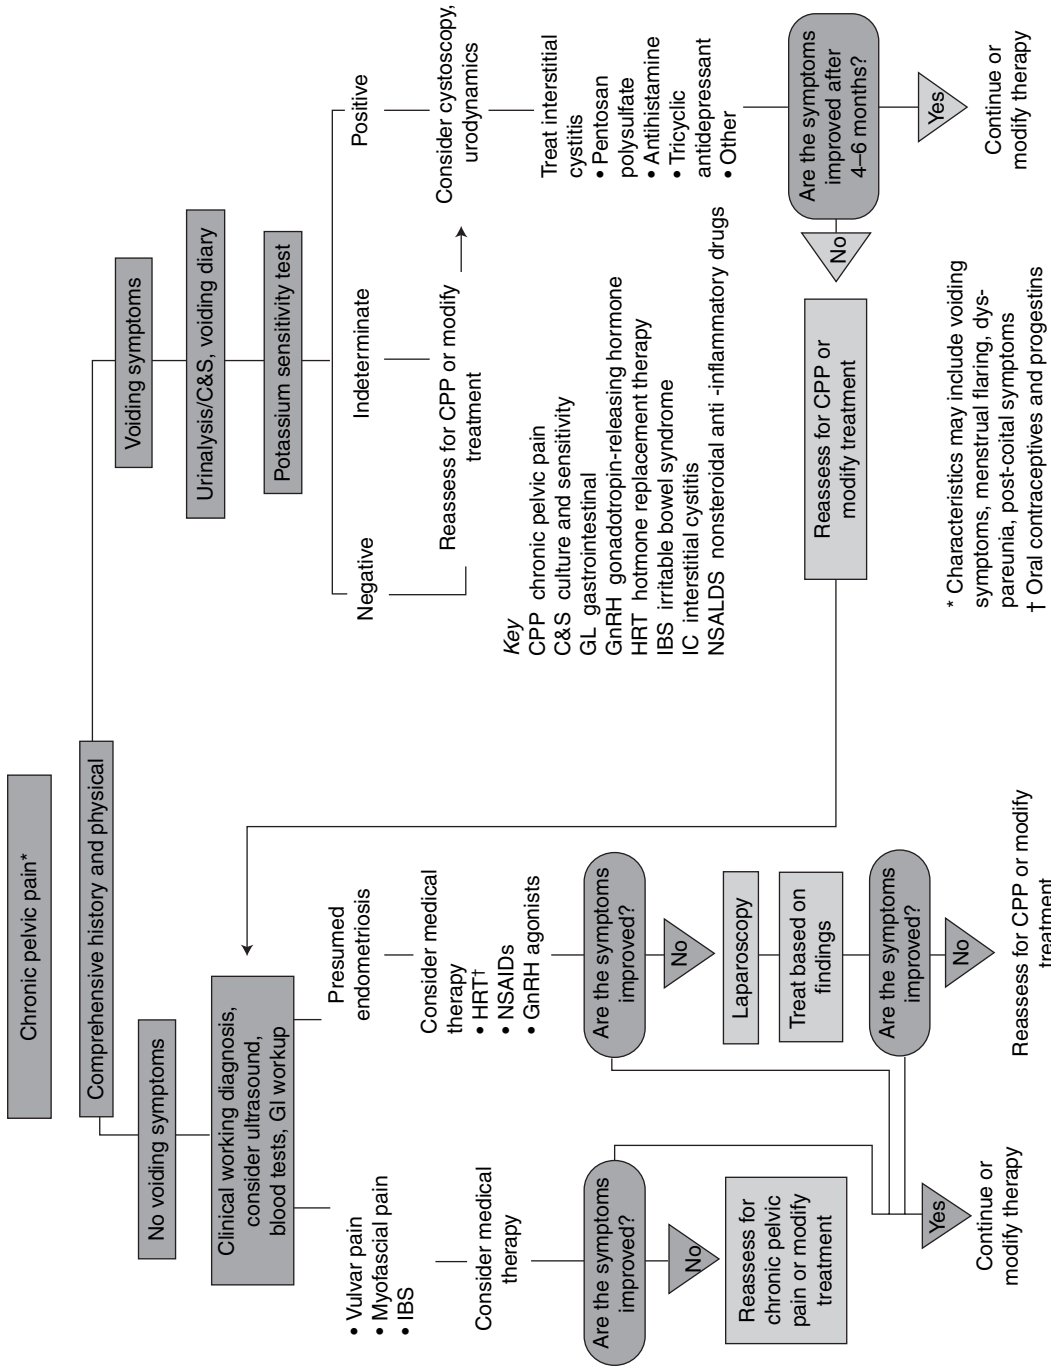 Chronic pelvic pain*
Comprehensive history and physical
No voiding symptoms
Clinical working diagnosis,
consider ultrasound,
blood tests, GI workup
• Vulvar pain
• Myofascial pain
• IBS
Consider medical
therapy
Are the symptoms
improved?
No
Reassess for
chronic pelvic
pain or modify
treatment
Presumed
endometriosis
Consider medical
therapy
• HRT†
• NSAIDs
• GnRH agonists
Are the symptoms
improved?
No
Laparoscopy
Treat based on
findings
Are the symptoms
improved?
No
Reassess for CPP or modify
treatment
Yes
Continue or
modify therapy
Voiding symptoms
Urinalysis/C&S, voiding diary
Potassium sensitivity test
Negative
Indeterminate
Positive
Reassess for CPP or modify
treatment
Consider cystoscopy,
urodynamics
Treat interstitial
cystitis
• Pentosan
polysulfate
• Antihistamine
• Tricyclic
antidepressant
• Other
Are the symptoms
improved after
4–6 months?
No
Yes
Continue or
modify therapy
Reassess for CPP or
modify treatment
Key
CPP chronic pelvic pain
C&S culture and sensitivity
GL gastrointestinal
GnRH gonadotropin-releasing hormone
HRT hotmone replacement therapy
IBS irritable bowel syndrome
IC interstitial cystitis
NSALDS nonsteroidal anti -inflammatory drugs
* Characteristics may include voiding
symptoms, menstrual flaring, dys-
pareunia, post-coital symptoms
† Oral contraceptives and progestins